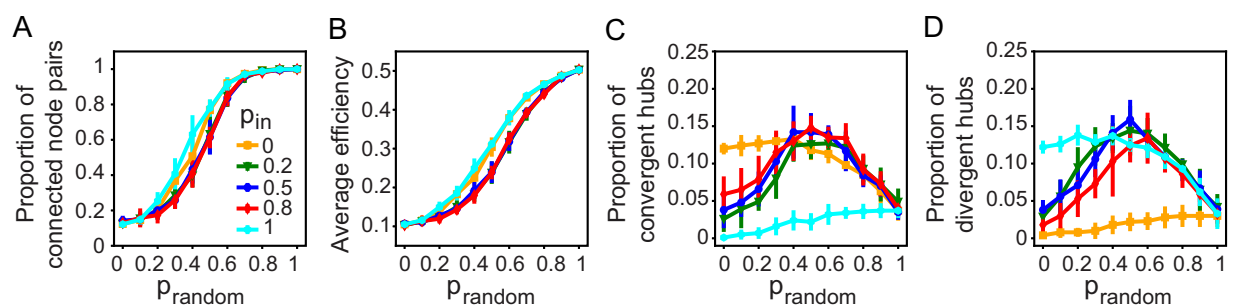 A
Proportion of
connected node pairs
1
0.8
0.6
0.4
0.2
0
0 0.2 0.4 0.6 0.8 1
p_random
p_in
0
0.2
0.5
0.8
1
B
Average efficiency
0.5
0.4
0.3
0.2
0.1
0 0.2 0.4 0.6 0.8 1
p_random
C
Proportion of
convergent hubs
0.25
0.20
0.15
0.10
0.05
0
0 0.2 0.4 0.6 0.8 1
p_random
D
Proportion of
divergent hubs
0.25
0.20
0.15
0.10
0.05
0
0 0.2 0.4 0.6 0.8 1
p_random